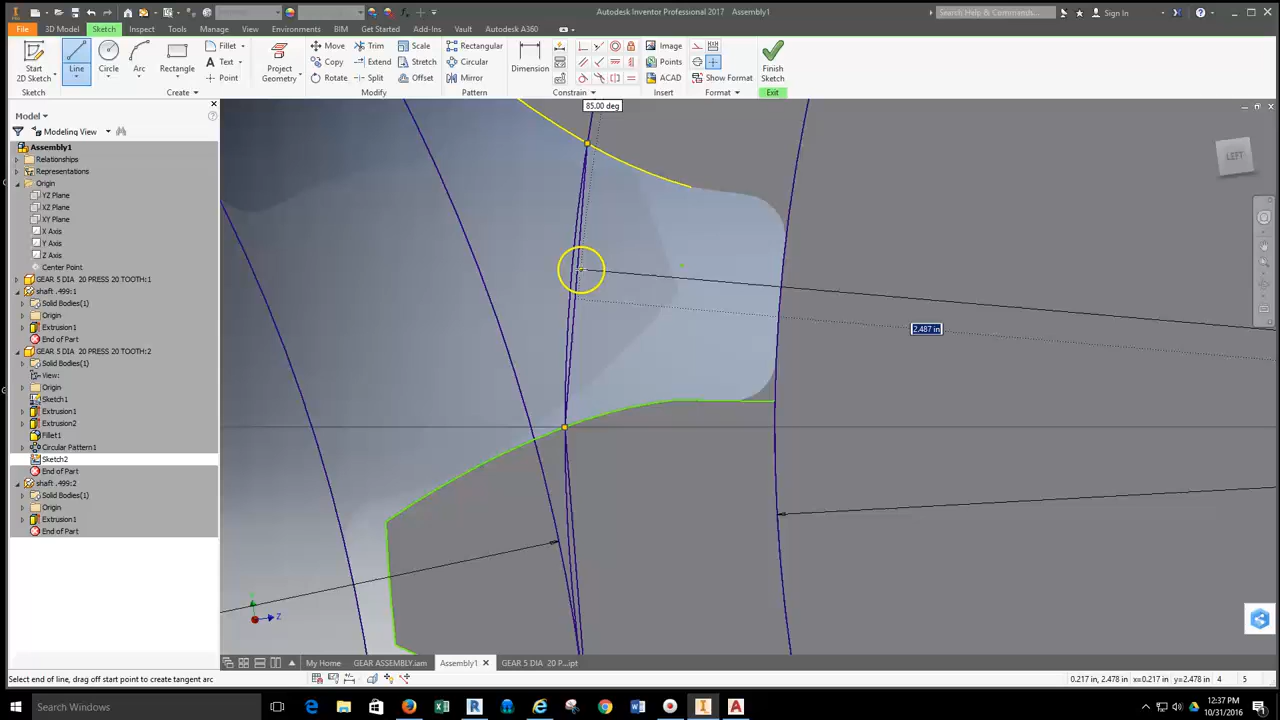 Autodesk Inventor Professional 2017 Assembly1
Search Help & Commands...
Sign In
File
3D Model
Sketch
Inspect
Tools
Manage
View
Environments
BIM
Get Started
Add-Ins
Vault
Autodesk A360
Start
2D Sketch
Sketch
Line
Circle
Arc
Rectangle
Fillet
Text
Point
Create
Project
Geometry
Move
Copy
Rotate
Trim
Extend
Split
Scale
Stretch
Offset
Modify
Rectangular
Circular
Mirror
Pattern
Dimension
Constrain
Image
Points
ACAD
Insert
Show Format
Format
Finish
Sketch
Exit
Model
Modeling View
Assembly1
Relationships
Representations
Origin
YZ Plane
XZ Plane
XY Plane
X Axis
Y Axis
Z Axis
Center Point
GEAR 5 DIA 20 PRESS 20 TOOTH:1
shaft .499:1
Solid Bodies(1)
Origin
Extrusion1
End of Part
GEAR 5 DIA 20 PRESS 20 TOOTH:2
Solid Bodies(1)
View:
Origin
Sketch1
Extrusion1
Extrusion2
Fillet1
Circular Pattern1
Sketch2
End of Part
shaft .499:2
Solid Bodies(1)
Origin
Extrusion1
End of Part
85.00 deg
2.487 in
LEFT
Z
My Home
GEAR ASSEMBLY.iam
Assembly1
GEAR 5 DIA 20 P...ipt
Select end of line, drag off start point to create tangent arc
0.217 in, 2.478 in
x=0.217 in; y=2.478 in
4
5
Search Windows
12:37 PM
10/31/2016